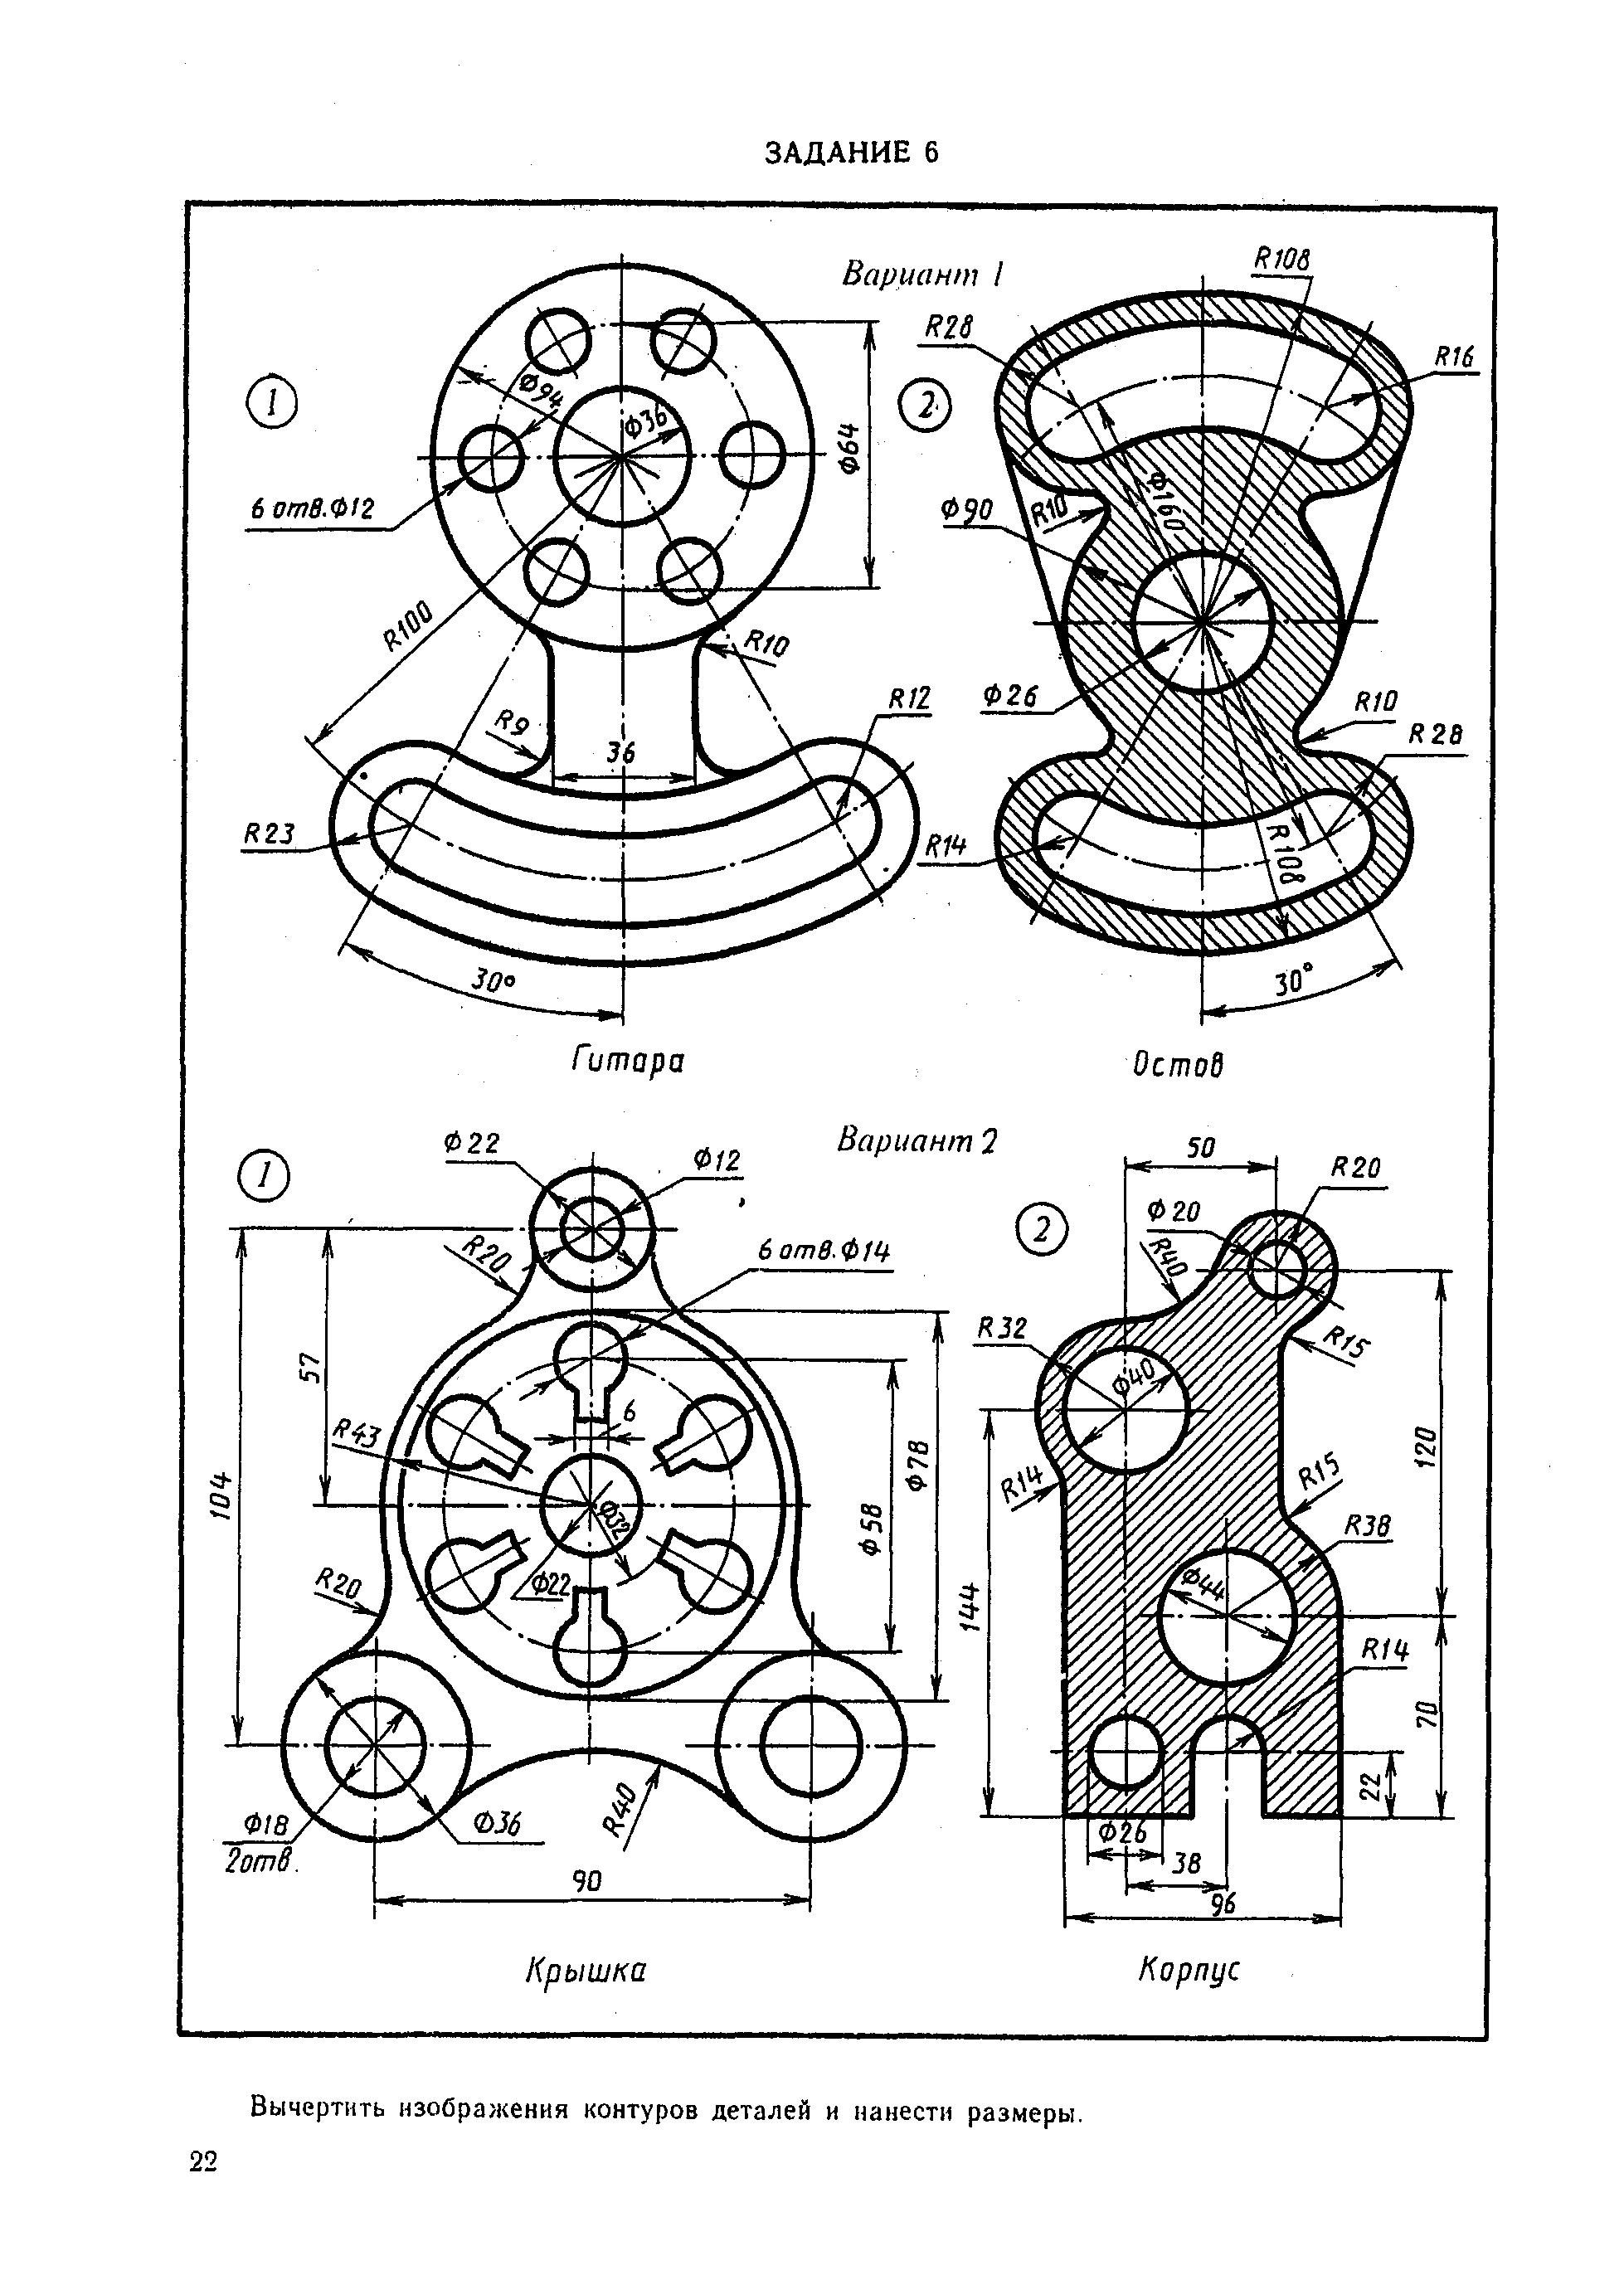 ЗАДАНИЕ 6
Вариант 1
1
Ф94
Ф36
Ф64
6 отв.Ф12
R100
R10
R9
36
R12
R23
30°
Гитара
2
R108
R28
R16
Ф160
R10
Ф90
Ф26
R10
R28
R14
R108
30°
Остов
Вариант 2
1
Ф22
Ф12
R20
6 отв.Ф14
57
104
R43
6
Ф32
Ф22
Ф58
Ф78
R20
Ф18
2отв.
Ф36
R40
90
Крышка
2
50
R20
Ф20
R40
R32
Ф40
R15
R14
R15
120
R38
Ф44
144
R14
70
22
Ф26
38
96
Корпус
Вычертить изображения контуров деталей и нанести размеры.
22